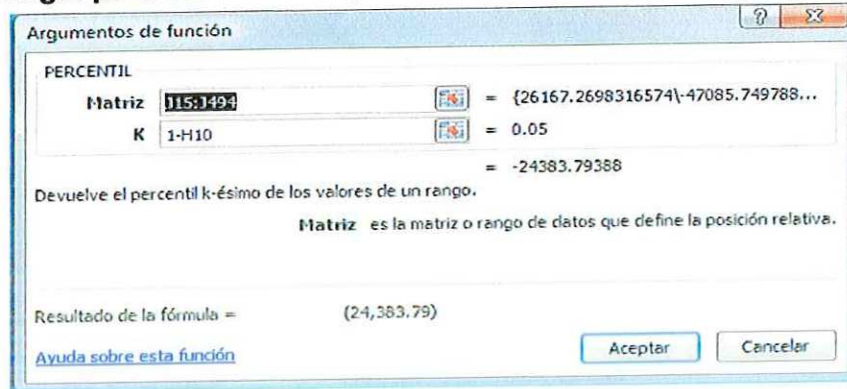 Argumentos de función
PERCENTIL
Matriz J15:J494 = {26167.2698316574\-47085.749788...
K 1-H10 = 0.05
= -24383.79388
Devuelve el percentil k-ésimo de los valores de un rango.
Matriz es la matriz o rango de datos que define la posición relativa.
Resultado de la fórmula = (24,383.79)
Ayuda sobre esta función Aceptar Cancelar